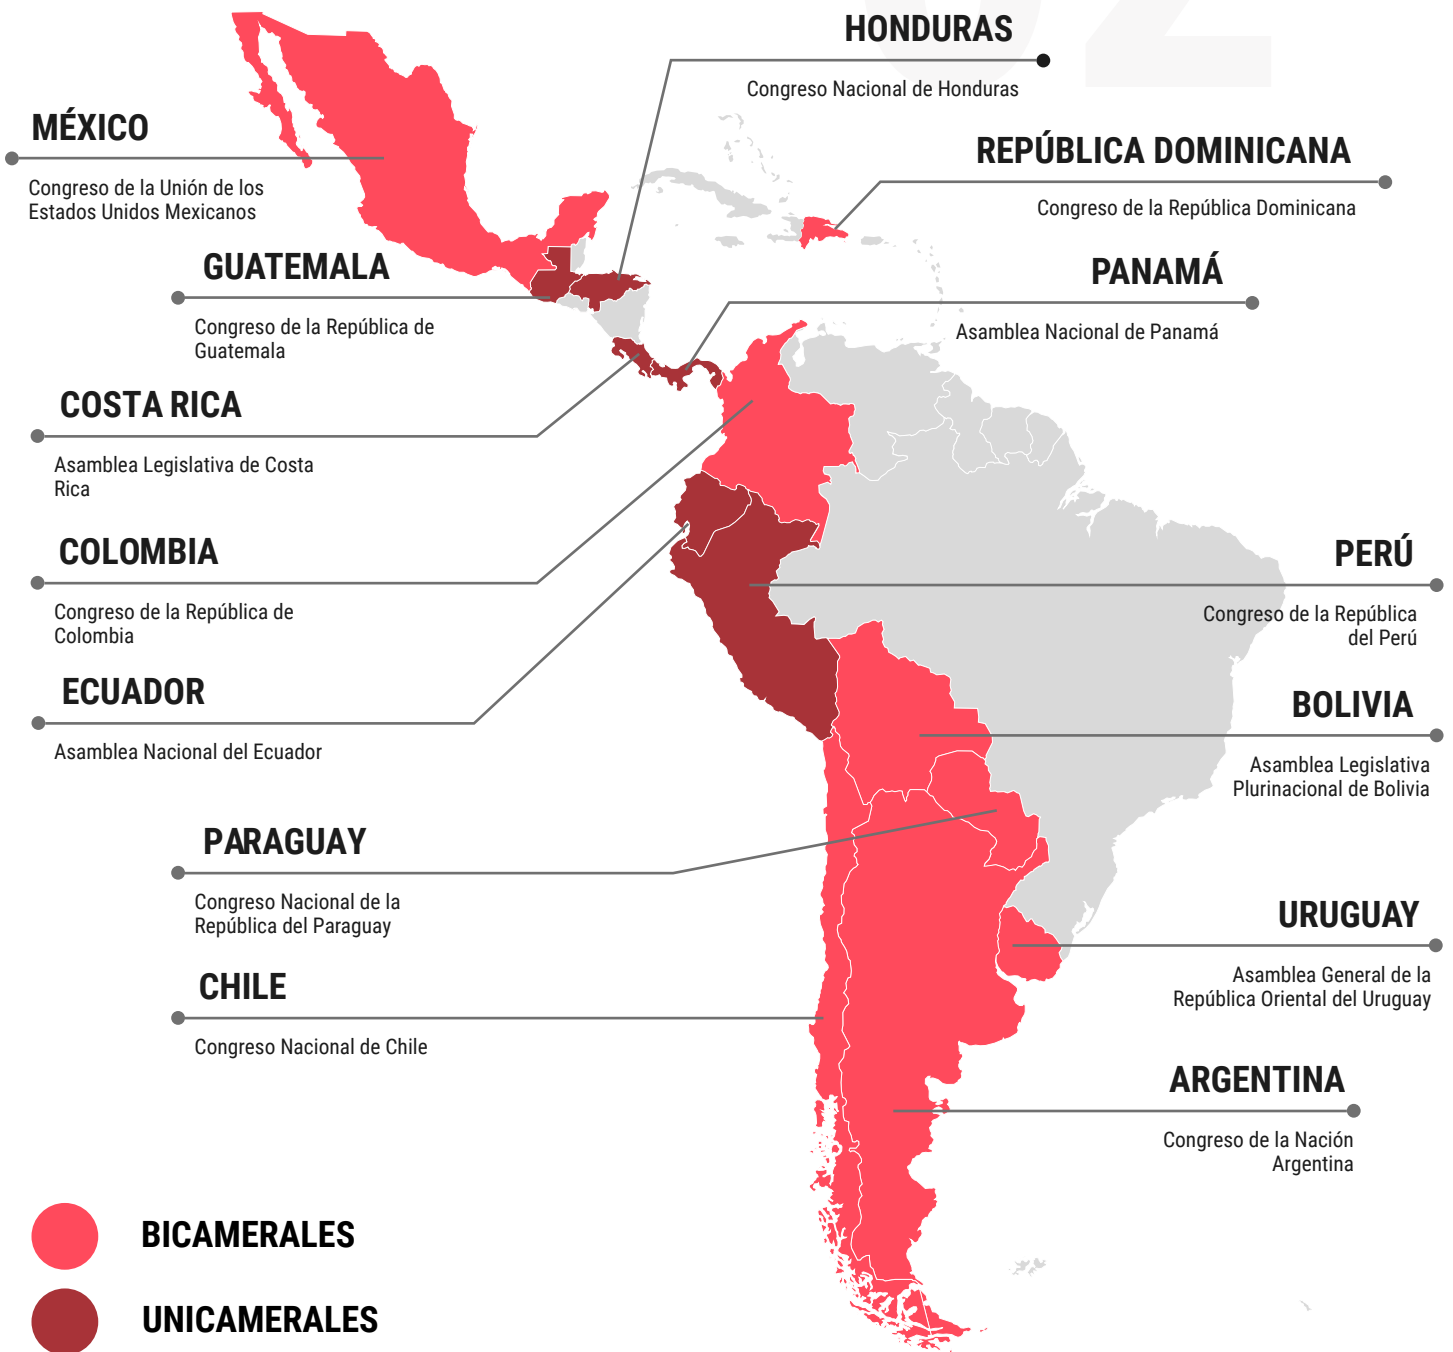 02
HONDURAS
Congreso Nacional de Honduras
MÉXICO
Congreso de la Unión de los
Estados Unidos Mexicanos
REPÚBLICA DOMINICANA
Congreso de la República Dominicana
GUATEMALA
Congreso de la República de
Guatemala
PANAMÁ
Asamblea Nacional de Panamá
COSTA RICA
Asamblea Legislativa de Costa
Rica
COLOMBIA
Congreso de la República de
Colombia
PERÚ
Congreso de la República
del Perú
ECUADOR
Asamblea Nacional del Ecuador
BOLIVIA
Asamblea Legislativa
Plurinacional de Bolivia
PARAGUAY
Congreso Nacional de la
República del Paraguay
URUGUAY
Asamblea General de la
República Oriental del Uruguay
CHILE
Congreso Nacional de Chile
ARGENTINA
Congreso de la Nación
Argentina
BICAMERALES
UNICAMERALES